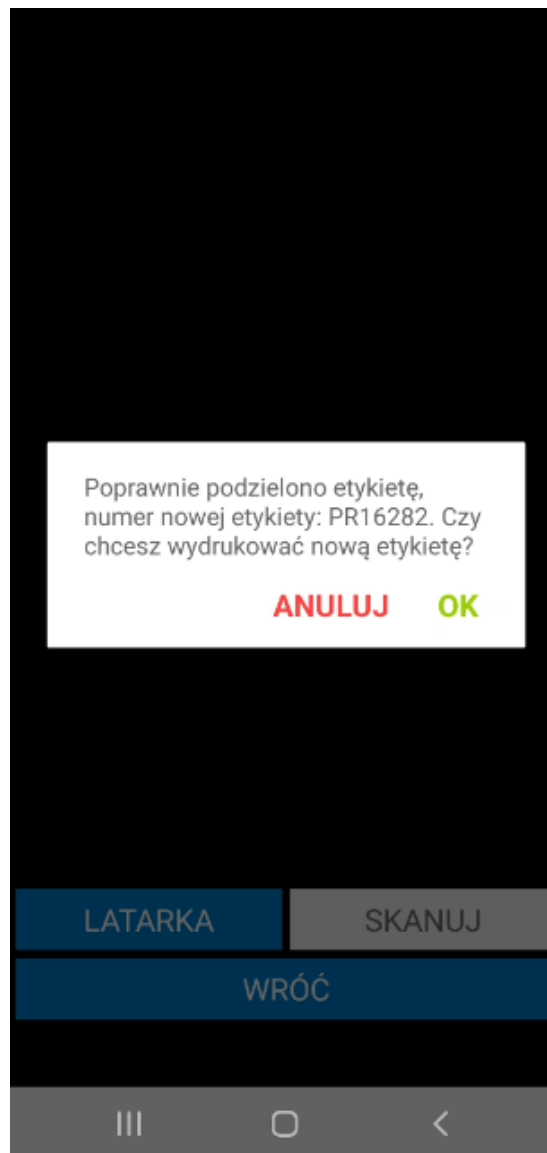 Poprawnie podzielono etykietę,
numer nowej etykiety: PR16282. Czy
chcesz wydrukować nową etykietę?
ANULUJ OK
LATARKA SKANUJ
WRÓĆ